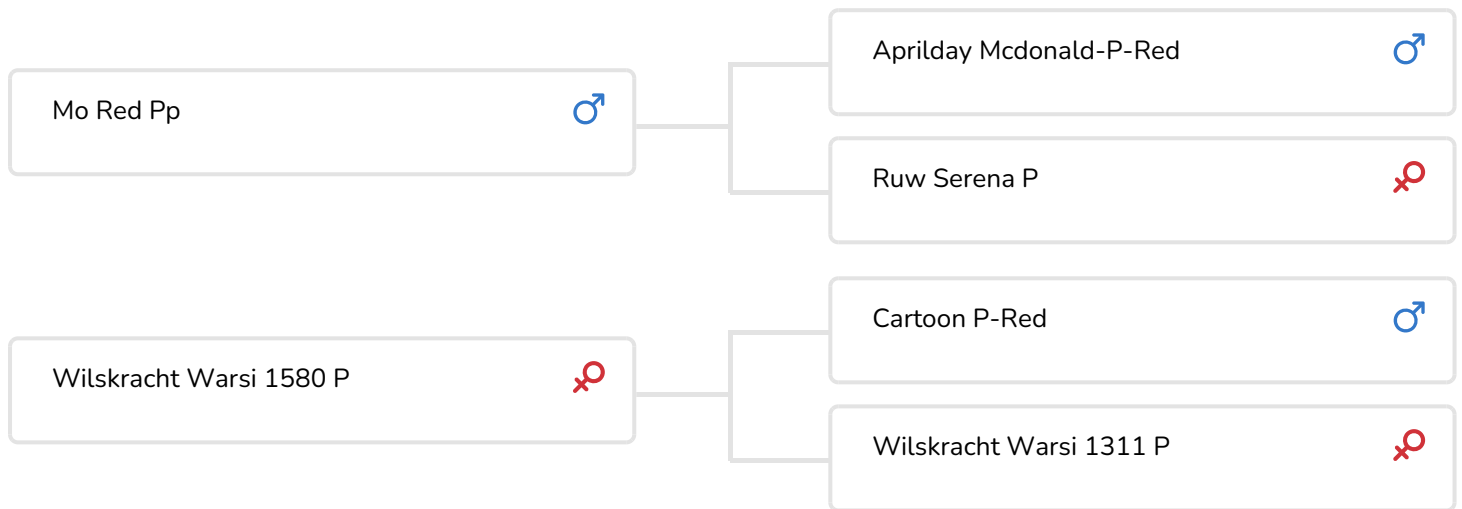 Aprilday Mcdonald-P-Red
Mo Red Pp
Ruw Serena P
Cartoon P-Red
Wilskracht Warsi 1580 P
Wilskracht Warsi 1311 P